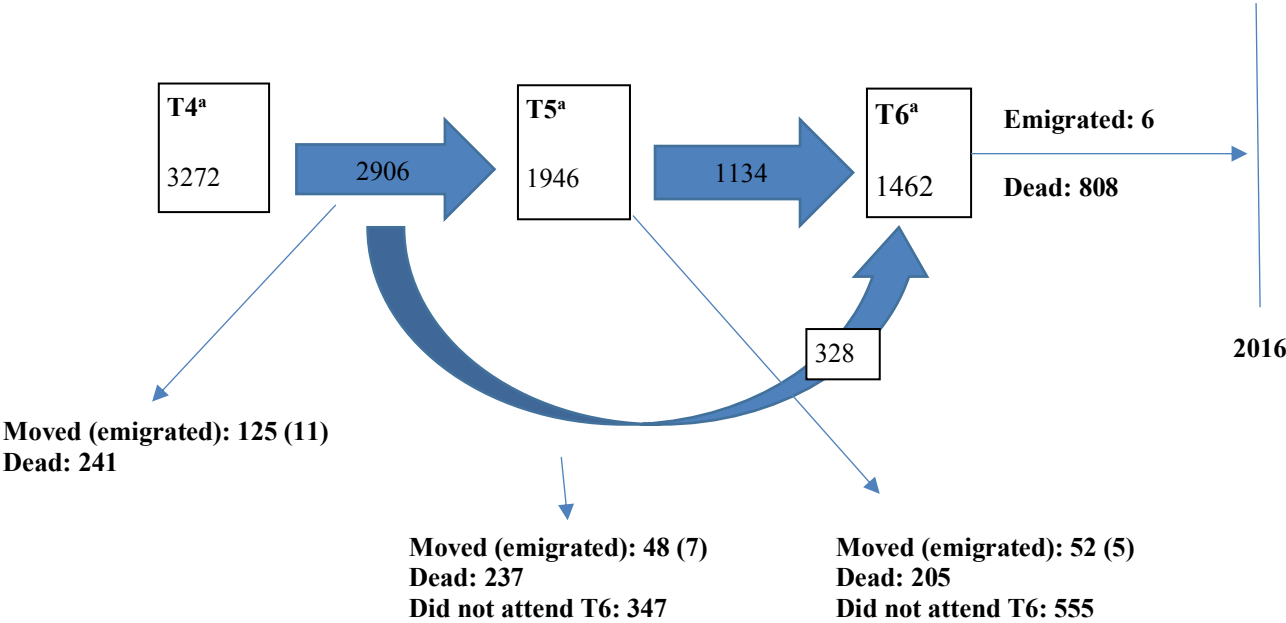 T4ᵃ
3272
2906
T5ᵃ
1946
1134
T6ᵃ
1462
Emigrated: 6
Dead: 808
328
2016
Moved (emigrated): 125 (11)
Dead: 241
Moved (emigrated): 48 (7)
Dead: 237
Did not attend T6: 347
Moved (emigrated): 52 (5)
Dead: 205
Did not attend T6: 555